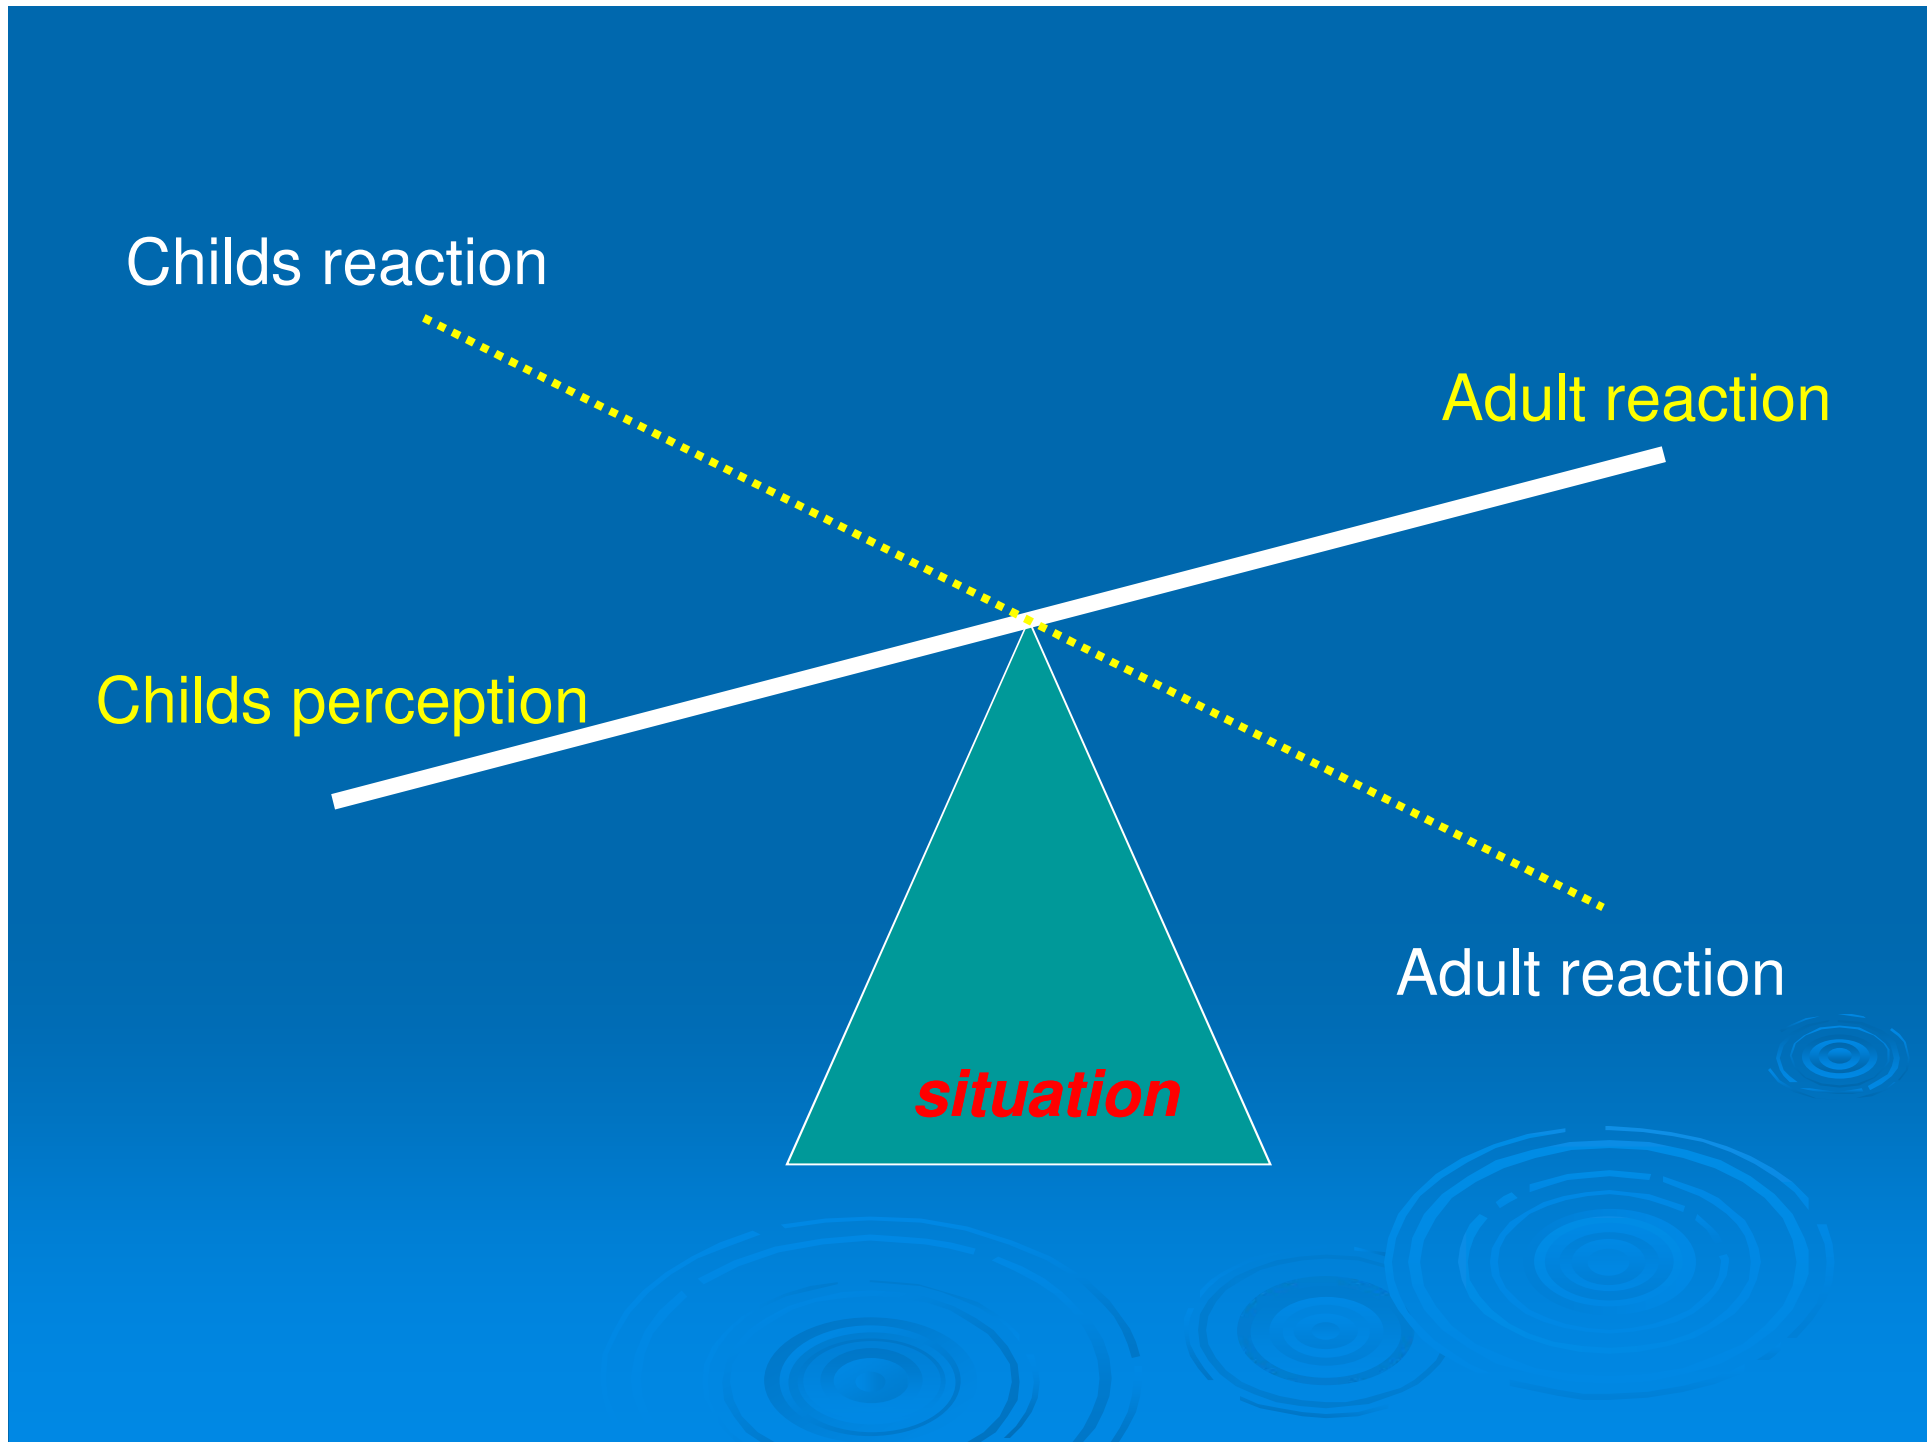 Childs reaction
Adult reaction
Childs perception
Adult reaction
situation